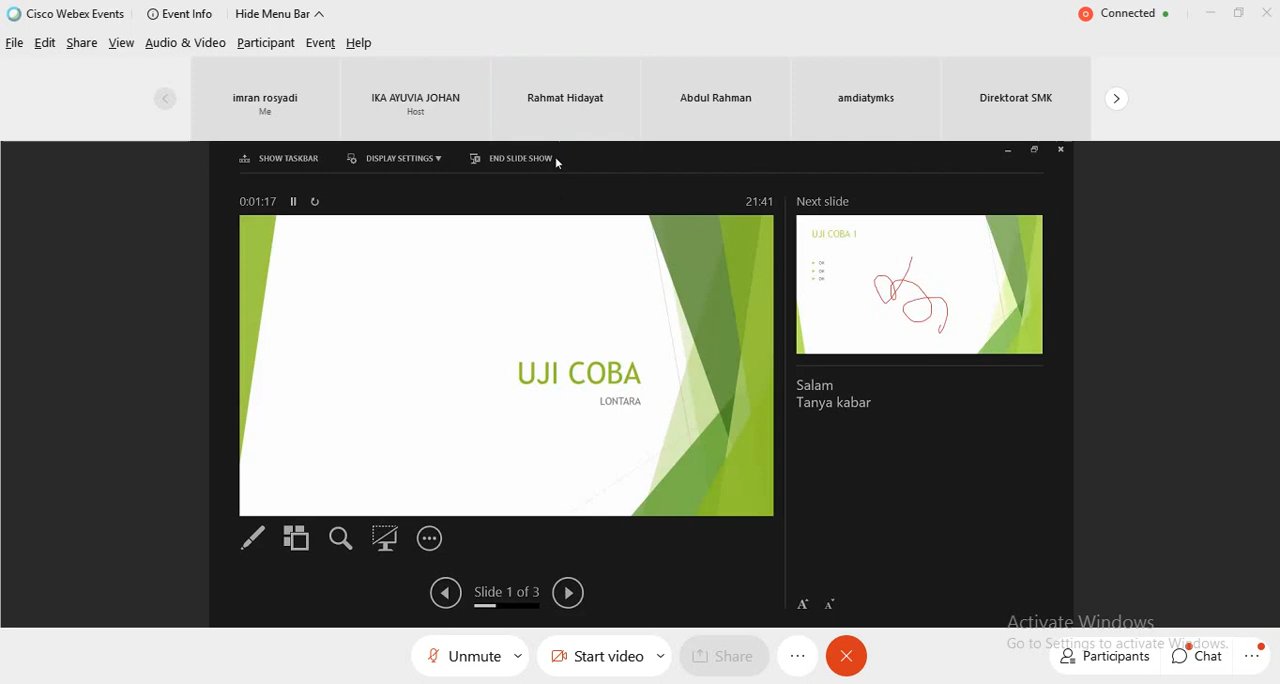 Cisco Webex Events
Event Info
Hide Menu Bar
Connected
File Edit Share View Audio & Video Participant Event Help
imran rosyadi
Me
IKA AYUVIA JOHAN
Host
Rahmat Hidayat
Abdul Rahman
amdiatymks
Direktorat SMK
SHOW TASKBAR
DISPLAY SETTINGS
END SLIDE SHOW
0:01:17
21:41
Next slide
UJI COBA
LONTARA
UJI COBA 1
OK
OK
OK
Salam
Tanya kabar
Slide 1 of 3
A
A
Activate Windows
Go to Settings to activate Windows.
Unmute
Start video
Share
Participants
Chat